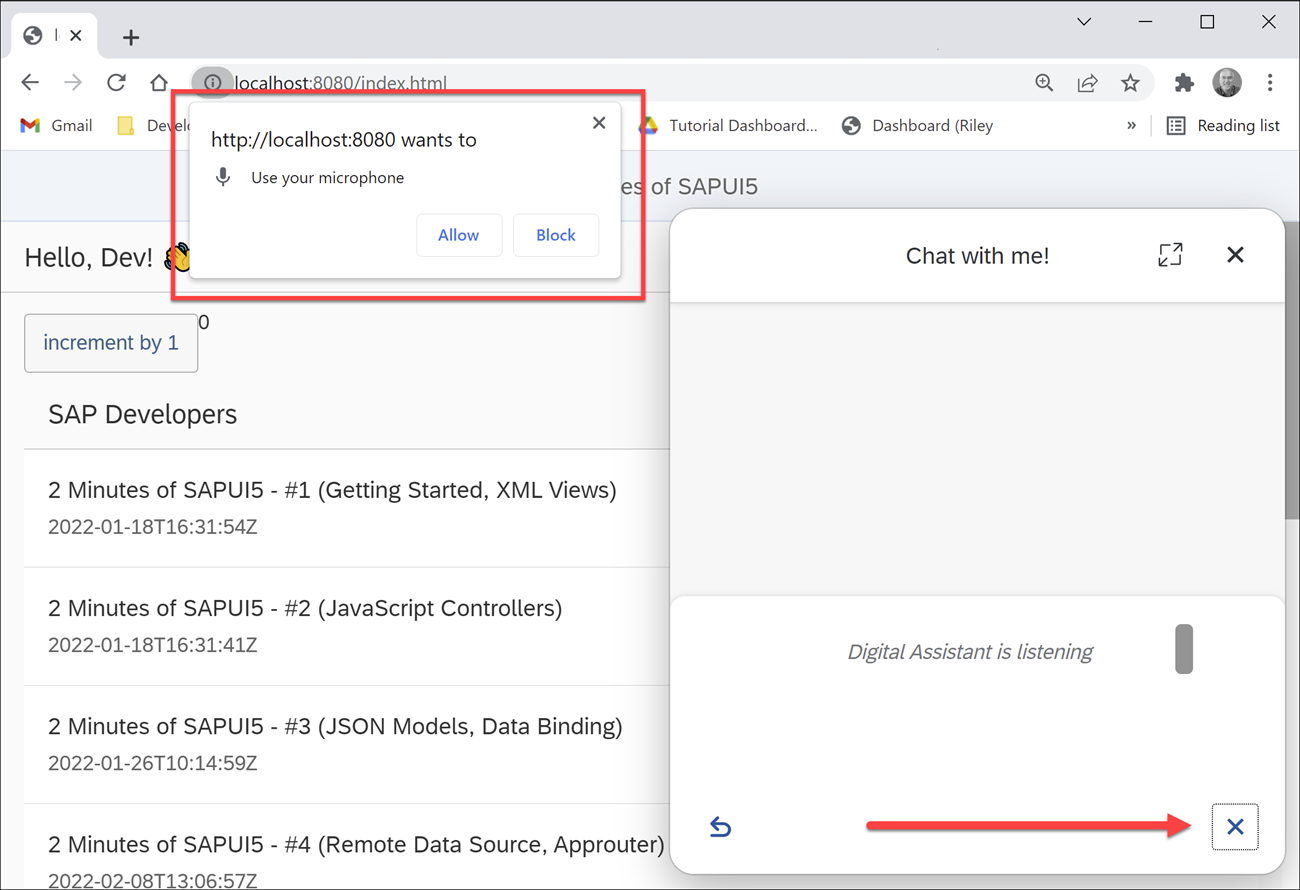 localhost:8080/index.html
Gmail
Develo
Tutorial Dashboard...
Dashboard (Riley
»
Reading list
http://localhost:8080 wants to
Use your microphone
Allow
Block
es of SAPUI5
Hello, Dev! 👋
Chat with me!
increment by 1
0
SAP Developers
2 Minutes of SAPUI5 - #1 (Getting Started, XML Views)
2022-01-18T16:31:54Z
2 Minutes of SAPUI5 - #2 (JavaScript Controllers)
2022-01-18T16:31:41Z
Digital Assistant is listening
2 Minutes of SAPUI5 - #3 (JSON Models, Data Binding)
2022-01-26T10:14:59Z
2 Minutes of SAPUI5 - #4 (Remote Data Source, Approuter)
2022-02-08T13:06:57Z